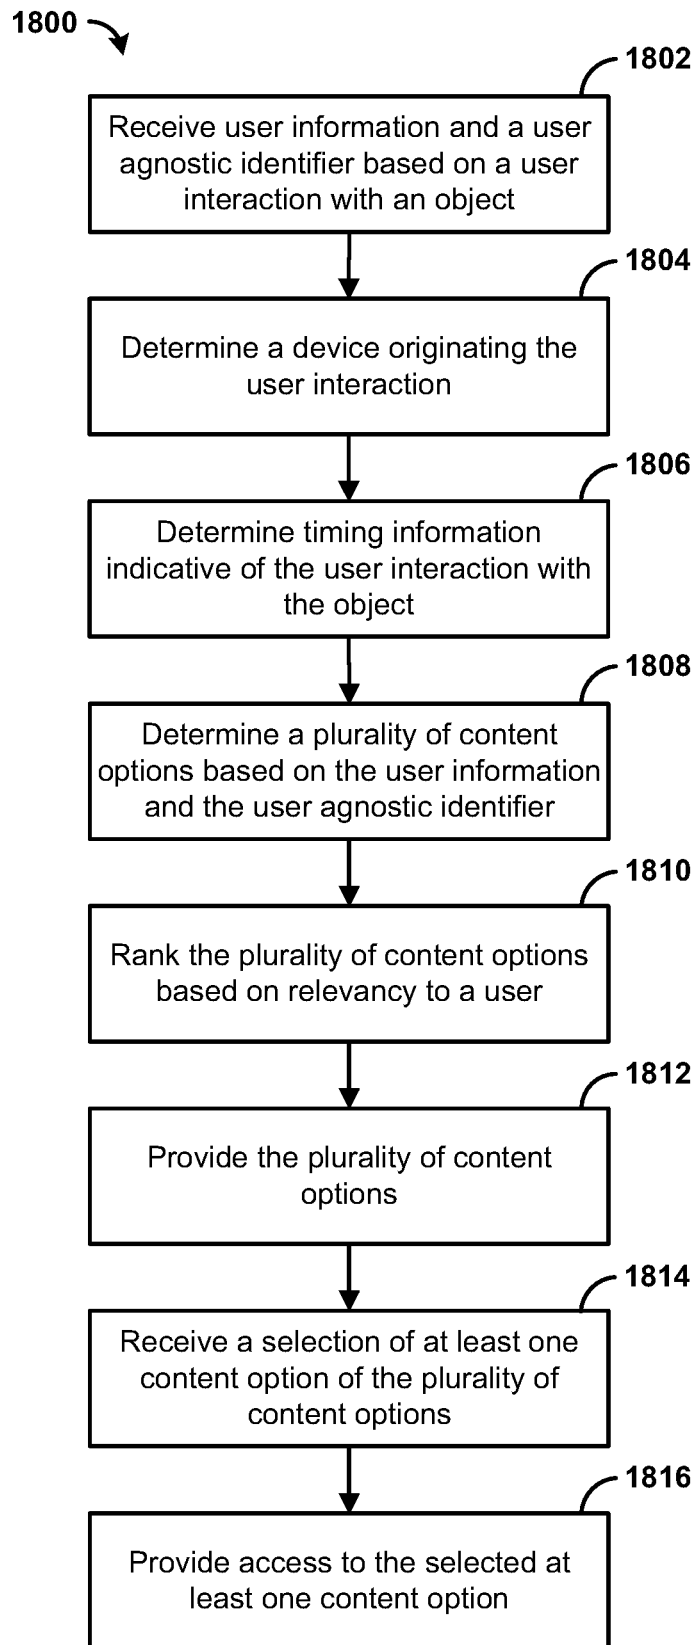 1800
1802
Receive user information and a user
agnostic identifier based on a user
interaction with an object
1804
Determine a device originating the
user interaction
1806
Determine timing information
indicative of the user interaction with
the object
1808
Determine a plurality of content
options based on the user information
and the user agnostic identifier
1810
Rank the plurality of content options
based on relevancy to a user
1812
Provide the plurality of content
options
1814
Receive a selection of at least one
content option of the plurality of
content options
1816
Provide access to the selected at
least one content option